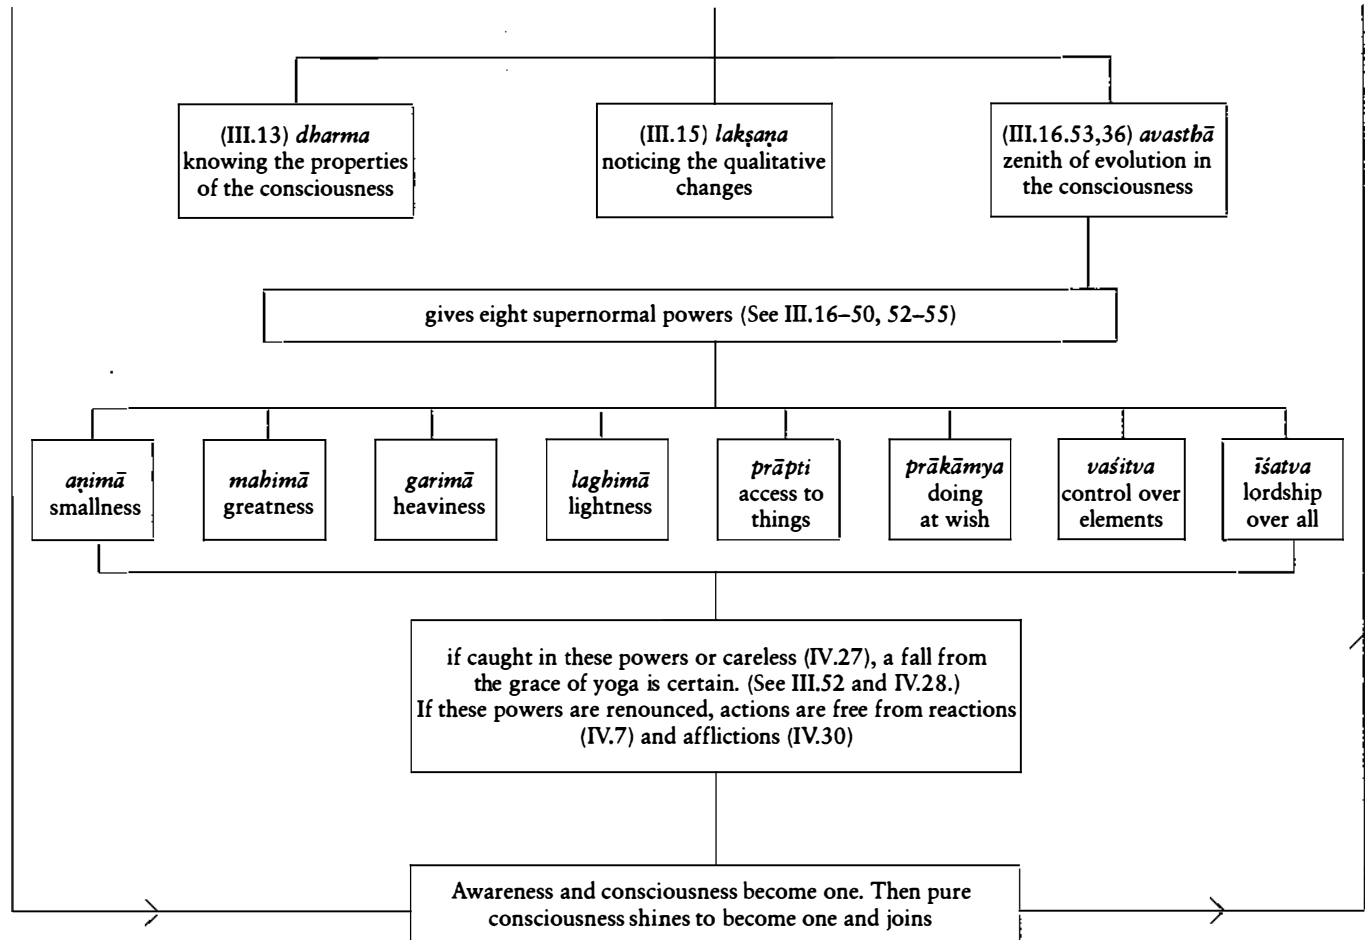 (III.13) dharma
knowing the properties
of the consciousness
(III.15) lakṣaṇa
noticing the qualitative
changes
(III.16.53,36) avasthā
zenith of evolution in
the consciousness
gives eight supernormal powers (See III.16–50, 52–55)
aṇimā
smallness
mahimā
greatness
garimā
heaviness
laghimā
lightness
prāpti
access to
things
prākāmya
doing
at wish
vaśitva
control over
elements
īśatva
lordship
over all
if caught in these powers or careless (IV.27), a fall from
the grace of yoga is certain. (See III.52 and IV.28.)
If these powers are renounced, actions are free from reactions
(IV.7) and afflictions (IV.30)
Awareness and consciousness become one. Then pure
consciousness shines to become one and joins